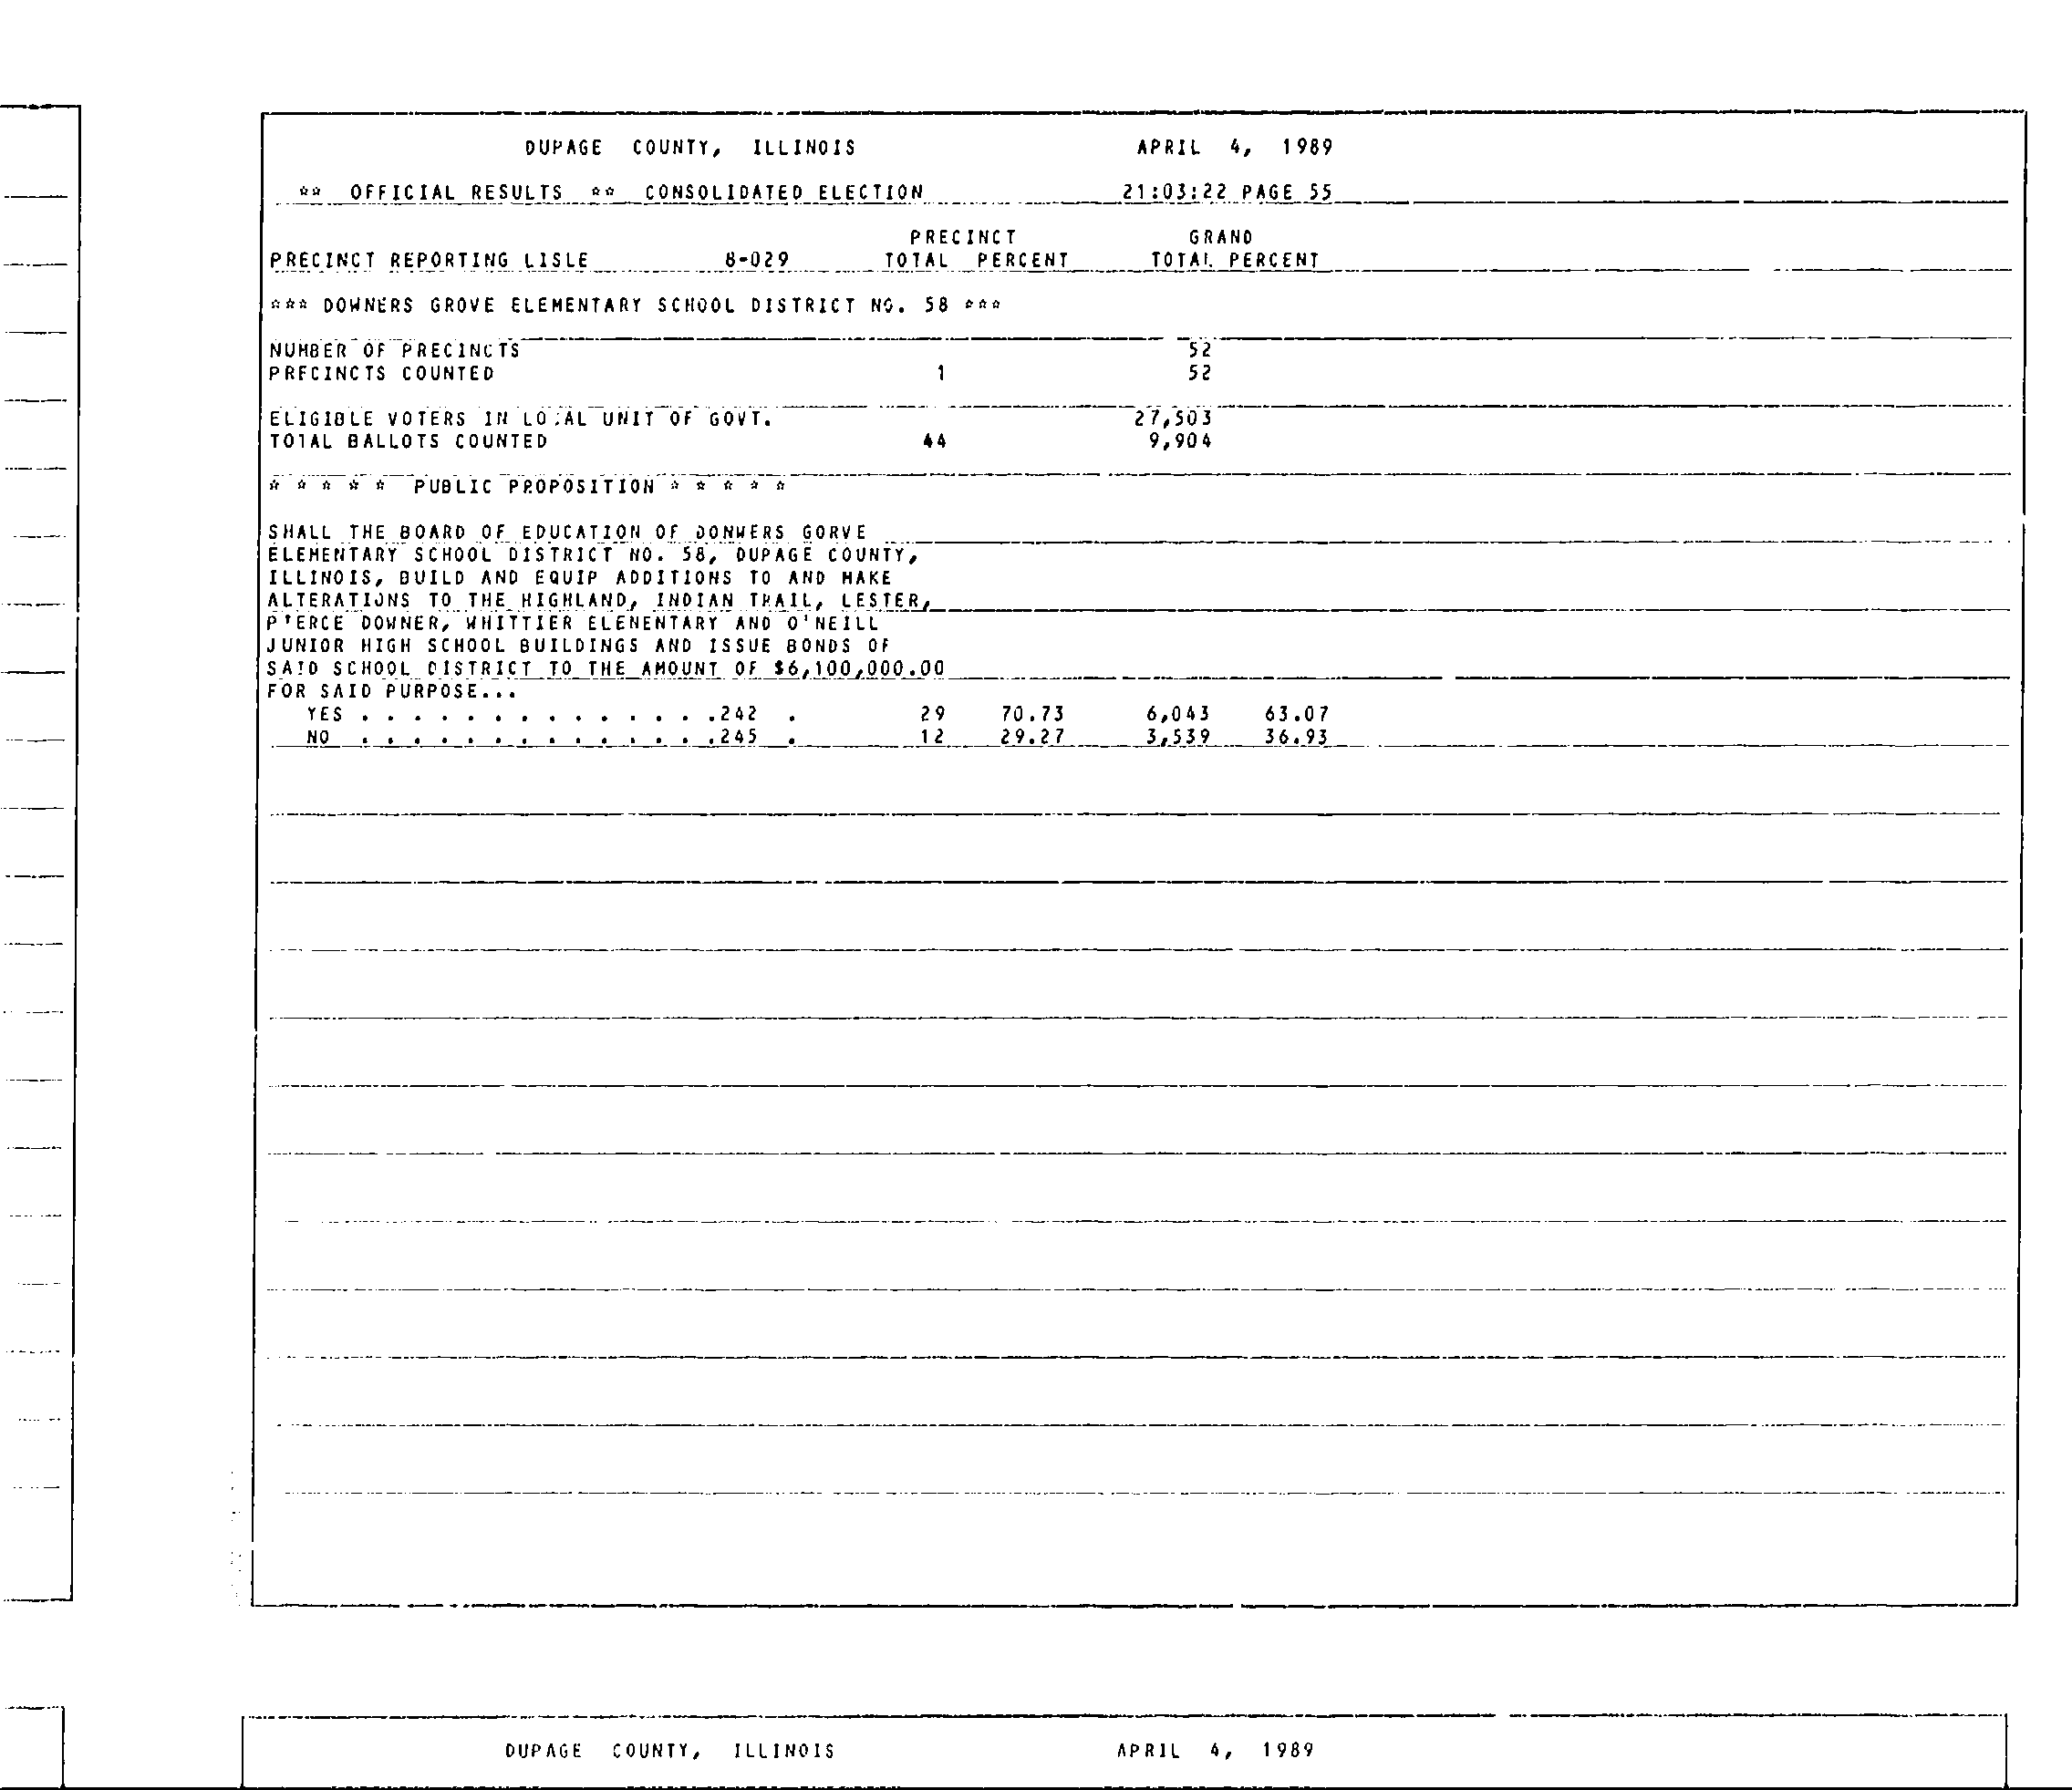 DUPAGE COUNTY, ILLINOIS APRIL 4, 1989
** OFFICIAL RESULTS ** CONSOLIDATED ELECTION 21:03:22 PAGE 55
PRECINCT GRAND
PRECINCT REPORTING LISLE 8-029 TOTAL PERCENT TOTAL PERCENT
*** DOWNERS GROVE ELEMENTARY SCHOOL DISTRICT NO. 58 ***
NUMBER OF PRECINCTS 52
PRECINCTS COUNTED 1 52
ELIGIBLE VOTERS IN LOCAL UNIT OF GOVT. 27,503
TOTAL BALLOTS COUNTED 44 9,904
* * * * * PUBLIC PROPOSITION * * * * *
SHALL THE BOARD OF EDUCATION OF DONWERS GORVE
ELEMENTARY SCHOOL DISTRICT NO. 58, DUPAGE COUNTY,
ILLINOIS, BUILD AND EQUIP ADDITIONS TO AND MAKE
ALTERATIONS TO THE HIGHLAND, INDIAN TRAIL, LESTER,
PIERCE DOWNER, WHITTIER ELENENTARY AND O'NEILL
JUNIOR HIGH SCHOOL BUILDINGS AND ISSUE BONDS OF
SAID SCHOOL DISTRICT TO THE AMOUNT OF $6,100,000.00
FOR SAID PURPOSE...
YES . . . . . . . . . . . . . .242 . 29 70.73 6,043 63.07
NO . . . . . . . . . . . . . .245 . 12 29.27 3,539 36.93
DUPAGE COUNTY, ILLINOIS APRIL 4, 1989